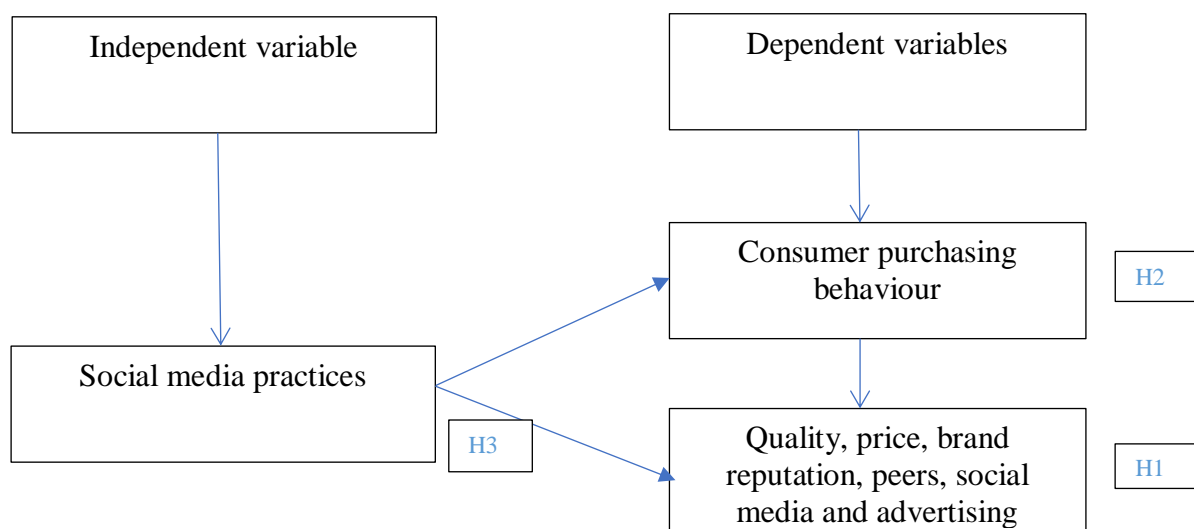 Independent variable
Dependent variables
Consumer purchasing
behaviour
H2
Social media practices
H3
Quality, price, brand
reputation, peers, social
media and advertising
H1